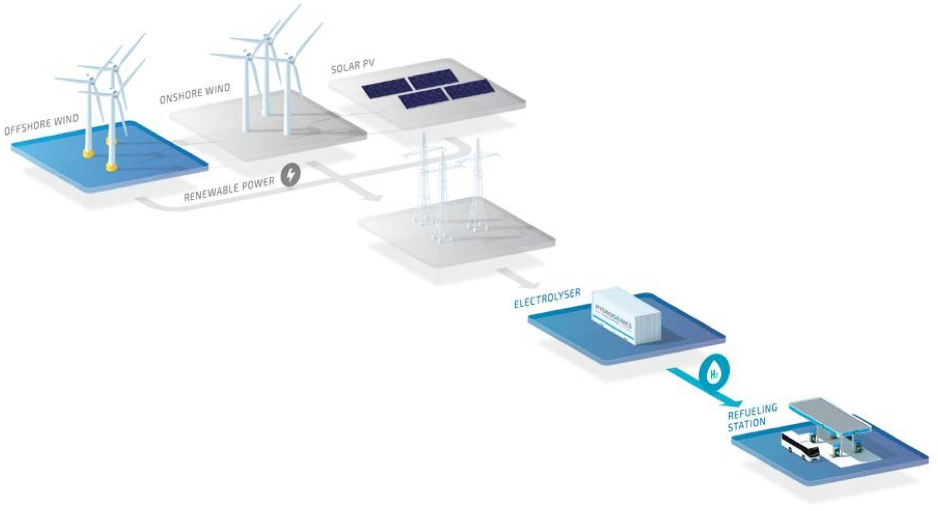 SOLAR PV
ONSHORE WIND
OFFSHORE WIND
RENEWABLE POWER
ELECTROLYSER
HYDROGENICS
H₂
REFUELING
STATION